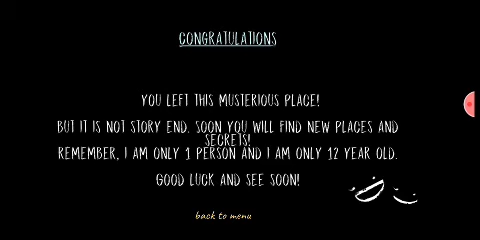 CONGRATULATIONS
YOU LEFT THIS MUSTERIOUS PLACE!
BUT IT IS NOT STORY END. SOON YOU WILL FIND NEW PLACES AND
SECRETS!
REMEMBER, I AM ONLY 1 PERSON AND I AM ONLY 12 YEAR OLD.
GOOD LUCK AND SEE SOON!
back to menu